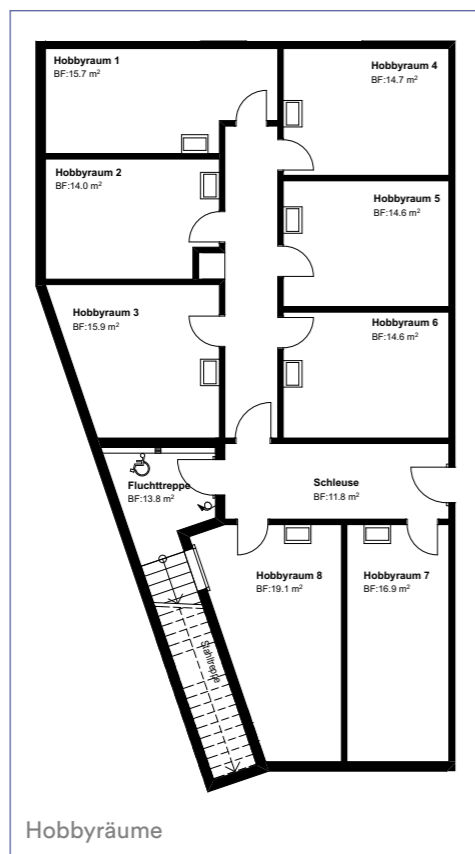 Hobbyraum 1
BF:15.7 m²
Hobbyraum 4
BF:14.7 m²
Hobbyraum 2
BF:14.0 m²
Hobbyraum 5
BF:14.6 m²
Hobbyraum 3
BF:15.9 m²
Hobbyraum 6
BF:14.6 m²
Fluchttreppe
BF:13.8 m²
Schleuse
BF:11.8 m²
Hobbyraum 8
BF:19.1 m²
Hobbyraum 7
BF:16.9 m²
Stahltreppe
Hobbyräume